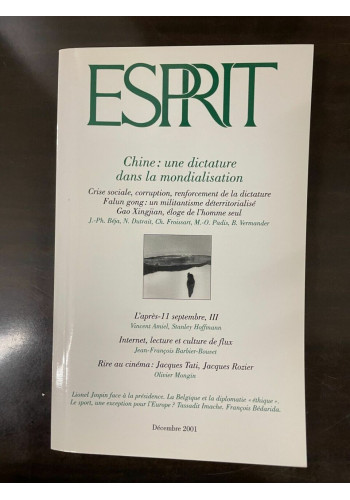 ESPRIT
Chine : une dictature
dans la mondialisation
Crise sociale, corruption, renforcement de la dictature
Falun gong : un militantisme déterritorialisé
Gao Xingjian, éloge de l'homme seul
J.-Ph. Béja, N. Dutrait, Ch. Froissart, M.-O. Padis, B. Vermander
L'après-11 septembre, III
Vincent Amiel, Stanley Hoffmann
Internet, lecture et culture de flux
Jean-François Barbier-Bouvet
Rire au cinéma : Jacques Tati, Jacques Rozier
Olivier Mongin
Lionel Jospin face à la présidence. La Belgique et la diplomatie « éthique ».
Le sport, une exception pour l'Europe ? Tassadit Imache. François Bédarida.
Décembre 2001